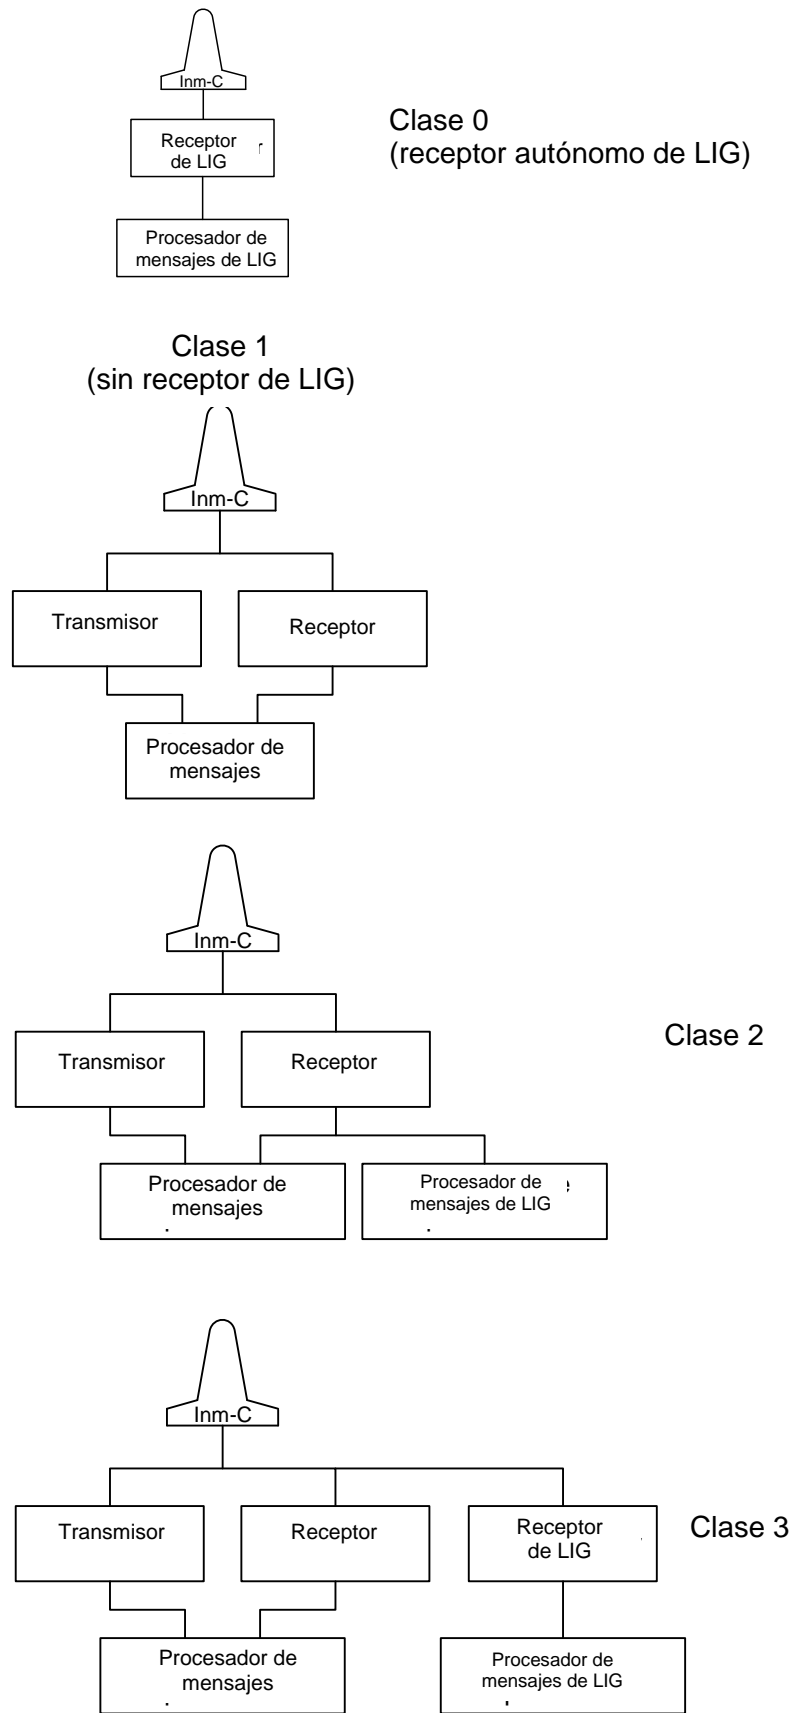 Inm-C
Receptor
de LIG
Clase 0
(receptor autónomo de LIG)
Procesador de
mensajes de LIG
Clase 1
(sin receptor de LIG)
Inm-C
Transmisor
Receptor
Procesador de
mensajes
Inm-C
Clase 2
Transmisor
Receptor
Procesador de
mensajes
Procesador de
mensajes de LIG
Inm-C
Transmisor
Receptor
Receptor
de LIG
Clase 3
Procesador de
mensajes
Procesador de
mensajes de LIG